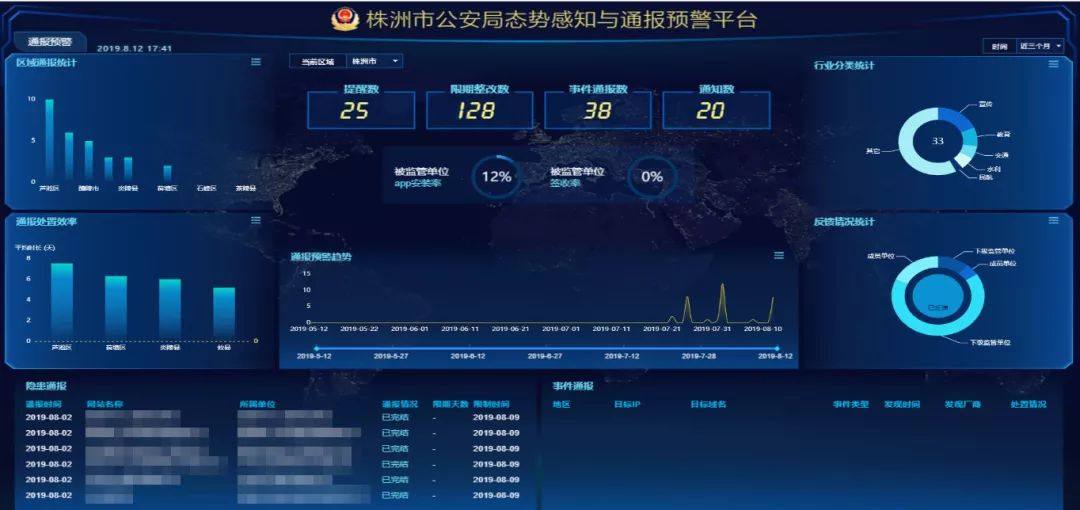 株洲市公安局态势感知与通报预警平台
通报预警
2019.8.12 17:41
时间 近三个月
区域通报统计
10
5
0
芦淞区 醴陵市 炎陵县 荷塘区 石峰区 茶陵县
当前区域 株洲市
提醒数
25
限期整改数
128
事件通报数
38
通知数
20
被监管单位
app安装率
12%
被监管单位
签收率
0%
行业分类统计
宣传
教育
交通
水利
民航
其它
33
通报处置效率
平均时长 (天)
8
6
4
2
0
0
芦淞区 荷塘区 炎陵县 攸县
通报预警趋势
15
10
5
0
2019-05-12 2019-05-22 2019-06-01 2019-06-11 2019-06-21 2019-07-01 2019-07-11 2019-07-21 2019-07-31 2019-08-10
2019-5-12 2019-5-27 2019-6-12 2019-6-27 2019-7-12 2019-7-28 2019-8-12
反馈情况统计
成员单位
下级监管单位
成员单位
下级监管单位
已反馈
隐患通报
通报时间 网站名称 所属单位 通报情况 限期天数 限制时间
2019-08-02 已完结 - 2019-08-09
2019-08-02 已完结 - 2019-08-09
2019-08-02 已完结 - 2019-08-09
2019-08-02 已完结 - 2019-08-09
2019-08-02 已完结 - 2019-08-09
2019-08-02 已完结 - 2019-08-09
事件通报
地区 目标IP 目标域名 事件类型 发现时间 发现厂商 处置情况